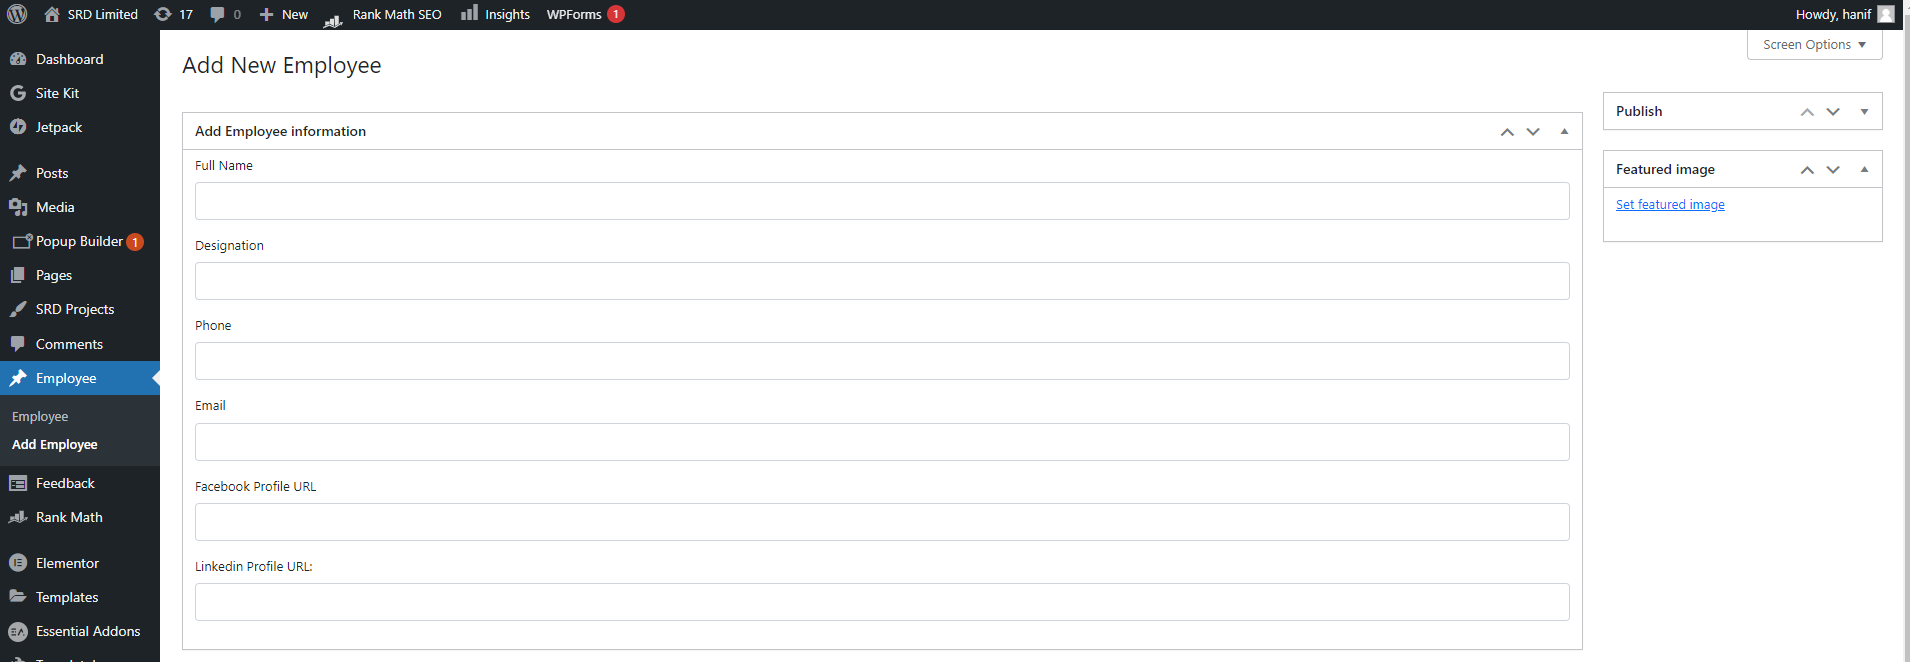 SRD Limited 17 0 New Rank Math SEO Insights WPForms 1 Howdy, hanif
Screen Options
Dashboard
Site Kit
Jetpack
Posts
Media
Popup Builder 1
Pages
SRD Projects
Comments
Employee
Employee
Add Employee
Feedback
Rank Math
Elementor
Templates
Essential Addons
Add New Employee
Add Employee information
Full Name
Designation
Phone
Email
Facebook Profile URL
Linkedin Profile URL:
Publish
Featured image
Set featured image